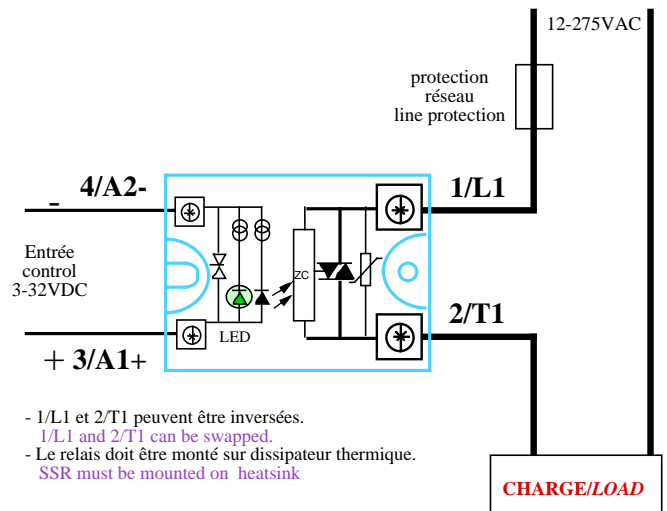 12-275VAC
protection
réseau
line protection
4/A2-
1/L1
-
Entrée
control
3-32VDC
ZC
LED
2/T1
+ 3/A1+
- 1/L1 et 2/T1 peuvent être inversées.
1/L1 and 2/T1 can be swapped.
- Le relais doit être monté sur dissipateur thermique.
SSR must be mounted on heatsink
CHARGE/LOAD